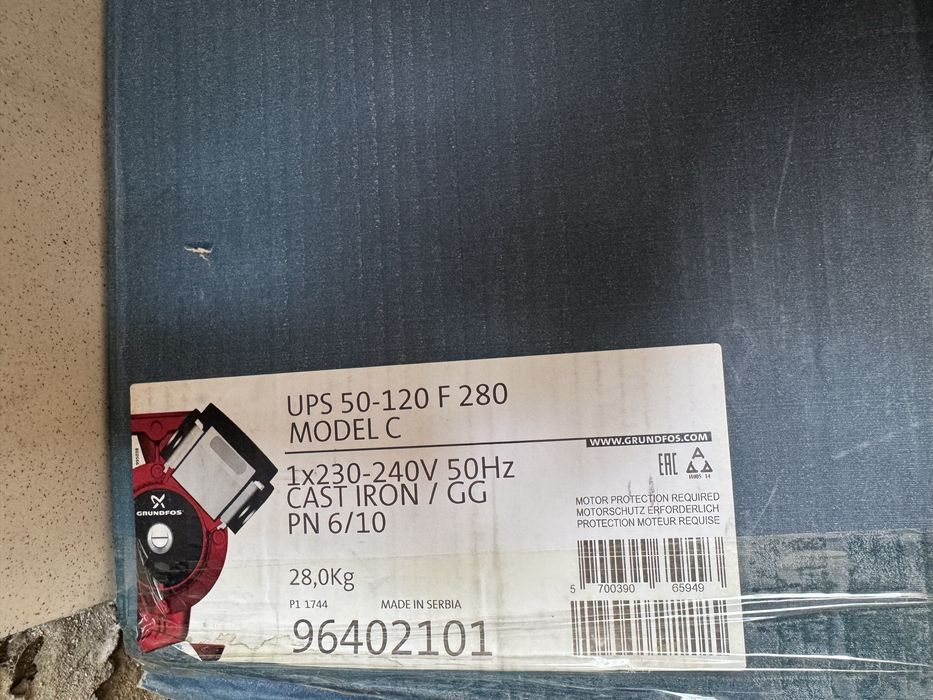 UPS 50-120 F 280
MODEL C
WWW.GRUNDFOS.COM
1x230-240V 50Hz
CAST IRON / GG
PN 6/10
EAC
GRUNDFOS
MOTOR PROTECTION REQUIRED
MOTORSCHUTZ ERFORDERLICH
PROTECTION MOTEUR REQUISE
28,0Kg
5 700390 65949
P1 1744 MADE IN SERBIA
96402101